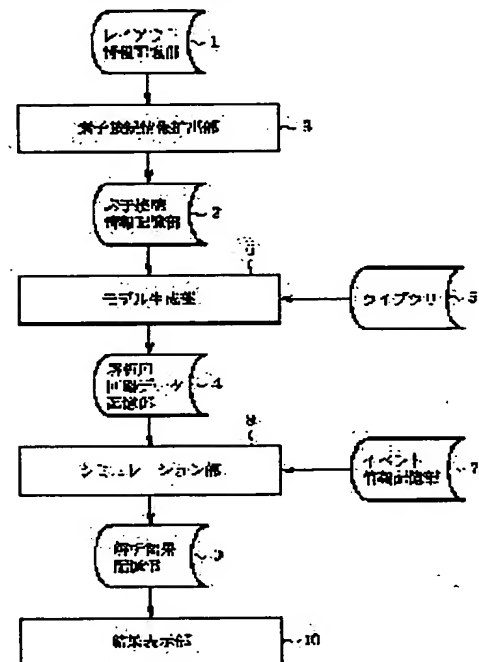 レイアウト
情報記憶部
1
素子接続情報抽出部
3
素子接続
情報記憶部
2
6
モデル生成部
ライブラリ
5
解析用
回路データ
記憶部
4
8
シミュレーション部
イベント
情報記憶部
7
解析結果
記憶部
9
結果表示部
10